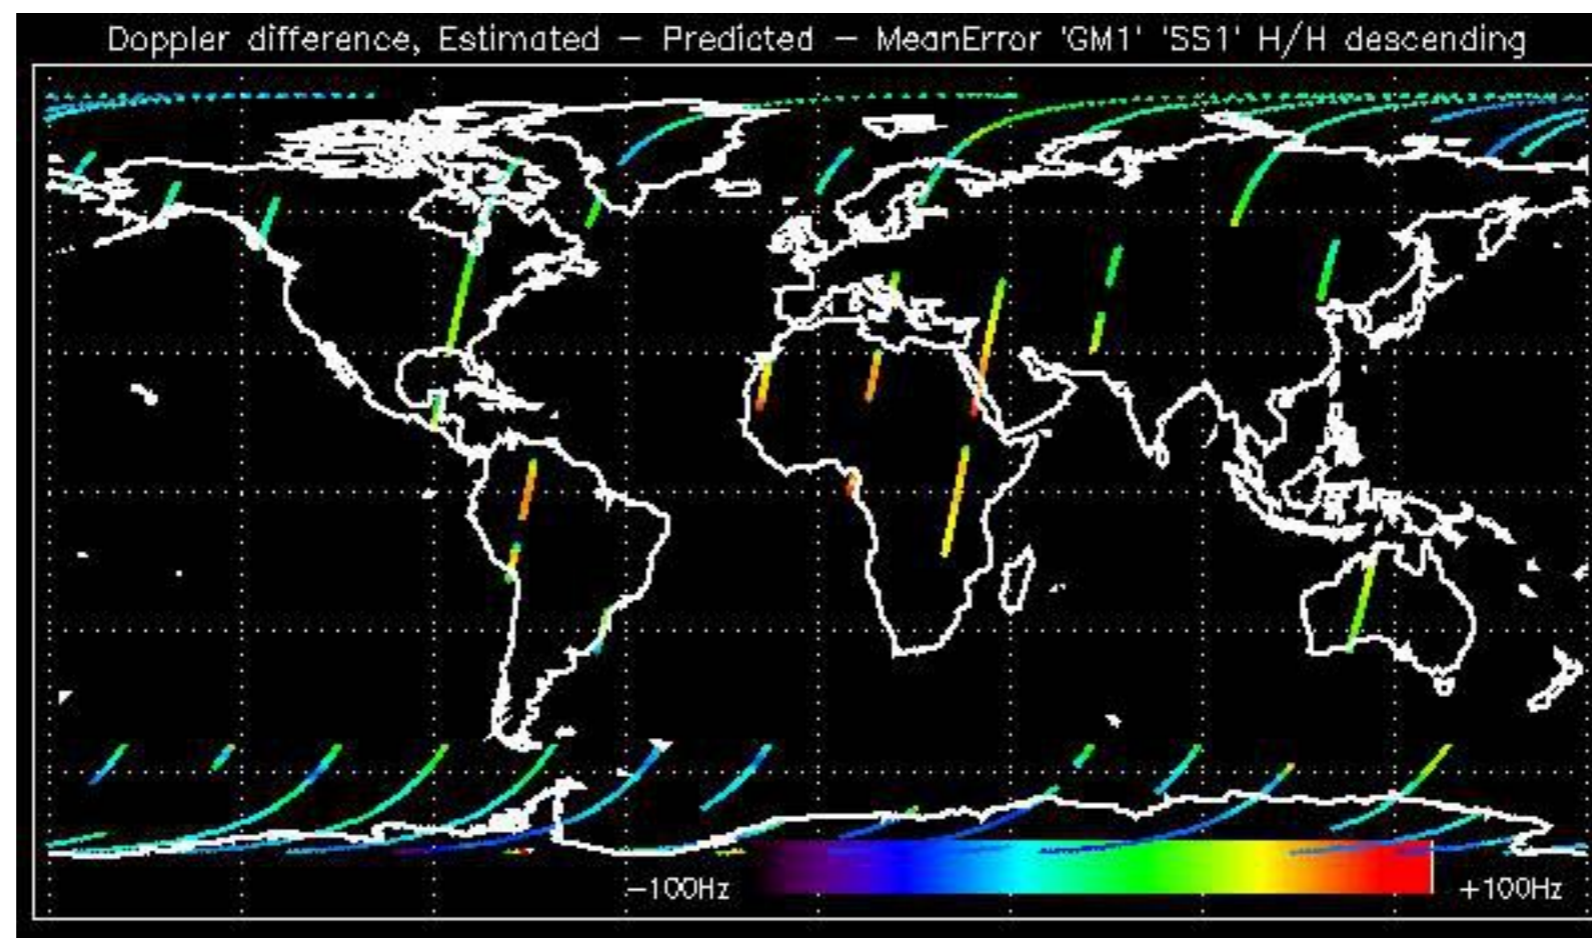 Doppler difference, Estimated – Predicted – MeanError 'GM1' 'SS1' H/H descending
–100Hz
+100Hz